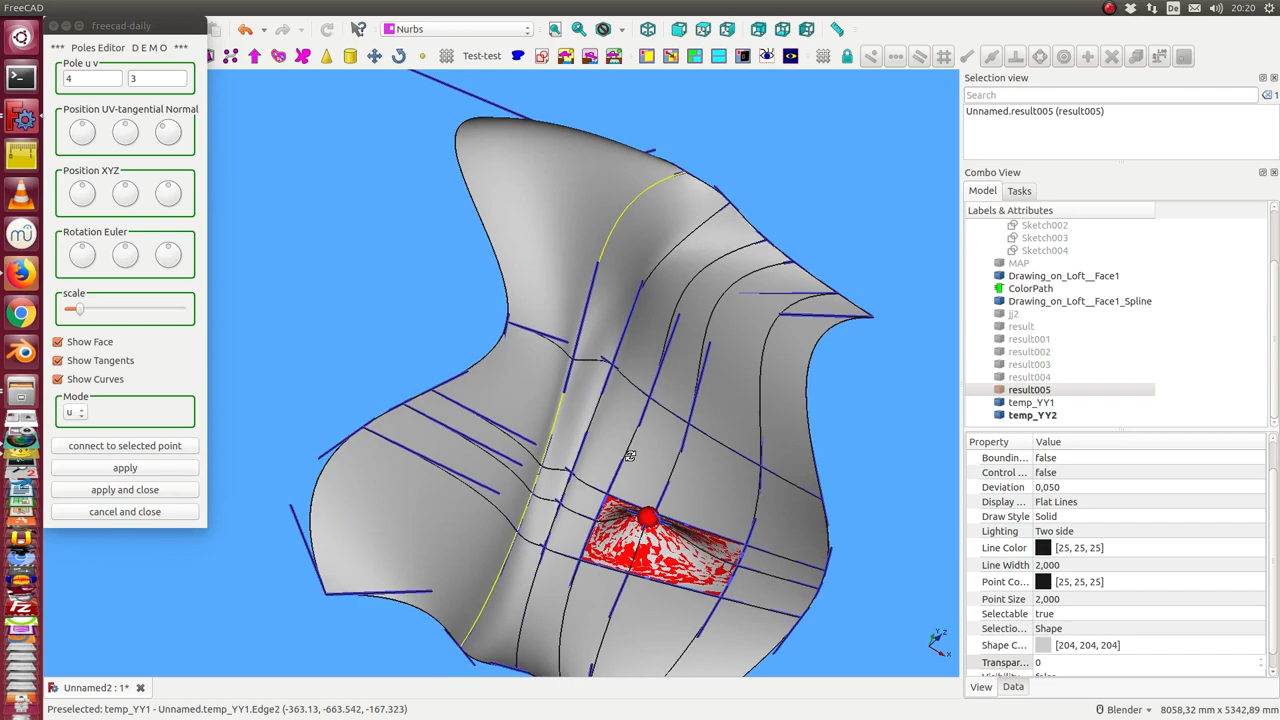 FreeCAD
De
20:20
freecad-daily
*** Poles Editor D E M O ***
Pole u v
4
3
Position UV-tangential Normal
Position XYZ
Rotation Euler
scale
Show Face
Show Tangents
Show Curves
Mode
u
connect to selected point
apply
apply and close
cancel and close
Nurbs
Test-test
Selection view
Search
1
Unnamed.result005 (result005)
Combo View
Model
Tasks
Labels & Attributes
Sketch002
Sketch003
Sketch004
MAP
Drawing_on_Loft__Face1
ColorPath
Drawing_on_Loft__Face1_Spline
jj2
result
result001
result002
result003
result004
result005
temp_YY1
temp_YY2
Property Value
Boundin... false
Control ... false
Deviation 0,050
Display ... Flat Lines
Draw Style Solid
Lighting Two side
Line Color [25, 25, 25]
Line Width 2,000
Point Co... [25, 25, 25]
Point Size 2,000
Selectable true
Selectio... Shape
Shape C... [204, 204, 204]
Transpar... 0
View
Data
Unnamed2 : 1*
Preselected: temp_YY1 - Unnamed.temp_YY1.Edge2 (-363.13, -663.542, -167.323)
Blender
8058,32 mm x 5342,89 mm